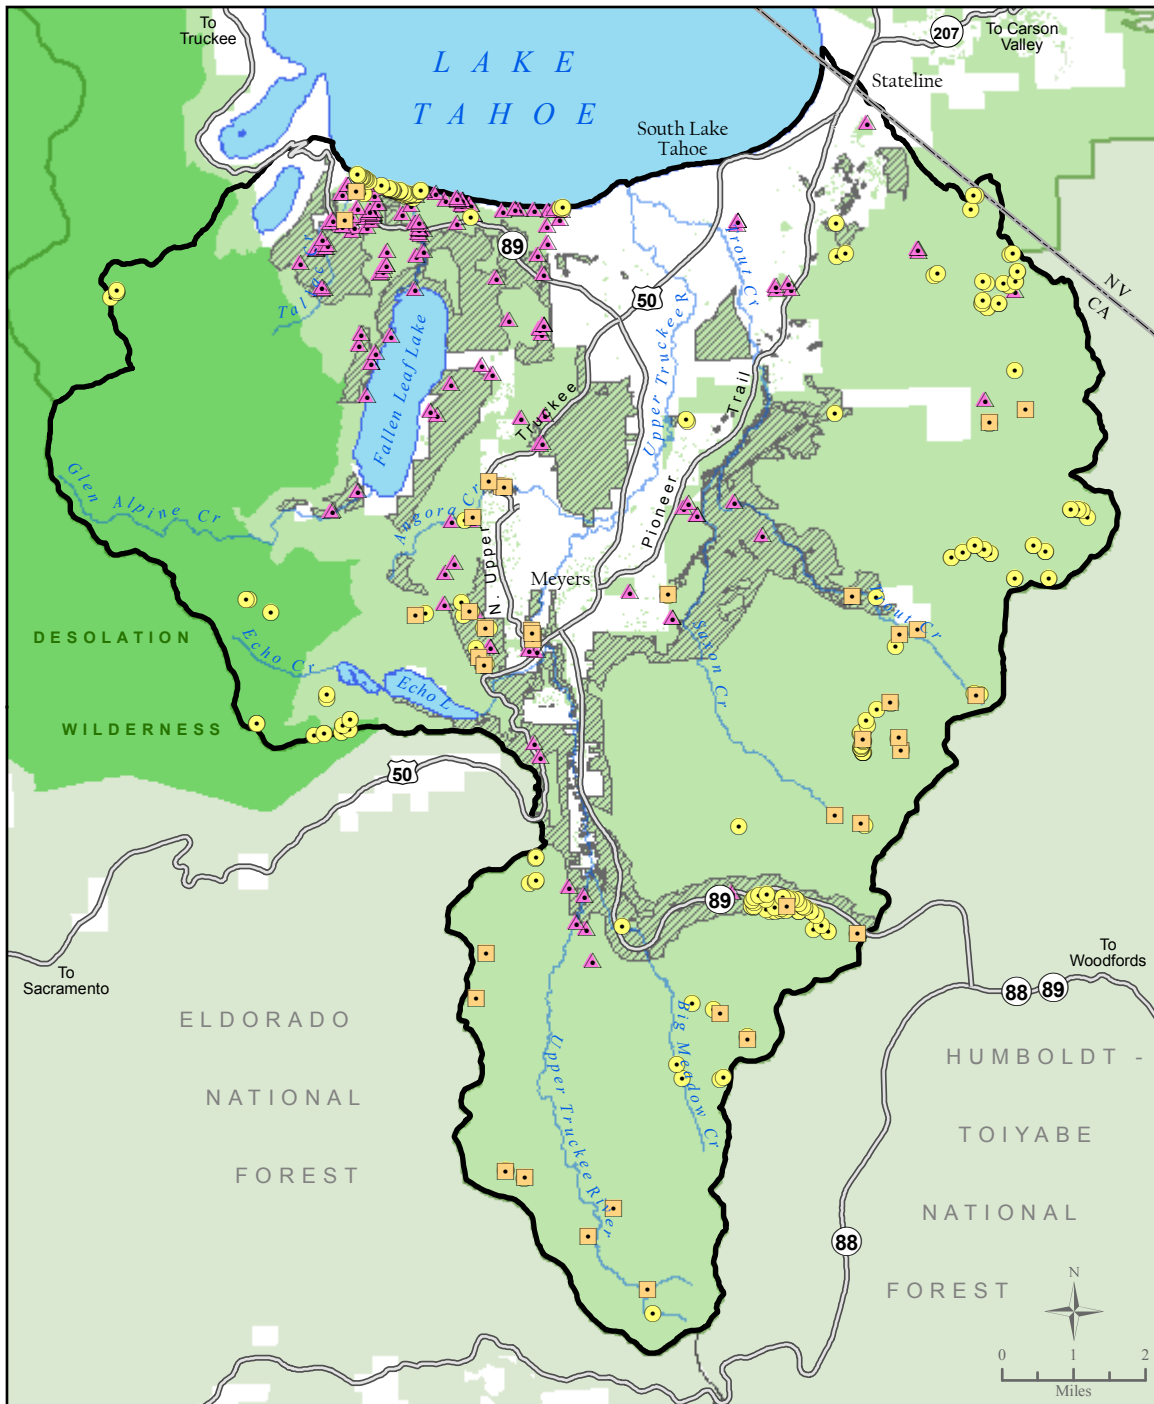 To
Truckee
207
To Carson
Valley
LAKE
TAHOE
Stateline
South Lake
Tahoe
89
50
NV
CA
Trout Cr
Upper Truckee R
Fallen Leaf Lake
Truckee
Pioneer Trail
Glen Alpine Cr
Angora Cr
N. Upper
Meyers
Trout Cr
Saxon Cr
DESOLATION
WILDERNESS
Echo Cr
Echo L
50
89
To
Sacramento
To
Woodfords
88
89
ELDORADO
NATIONAL
FOREST
Big Meadow Cr
Upper Truckee River
HUMBOLDT -
TOIYABE
NATIONAL
FOREST
88
N
0 1 2
Miles